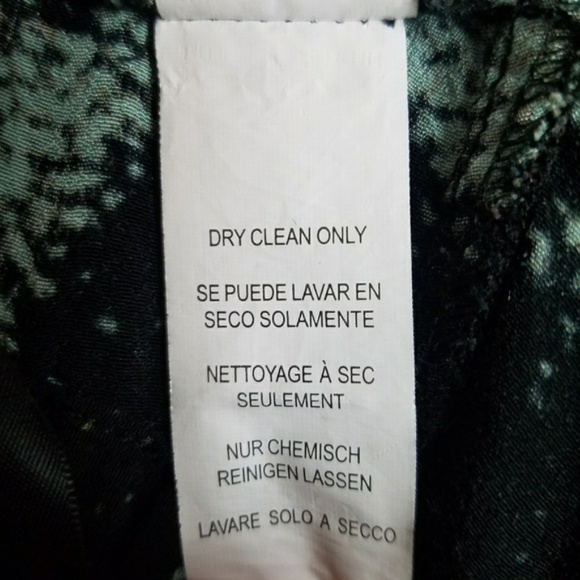 DRY CLEAN ONLY
SE PUEDE LAVAR EN
SECO SOLAMENTE
NETTOYAGE À SEC
SEULEMENT
NUR CHEMISCH
REINIGEN LASSEN
LAVARE SOLO A SECCO